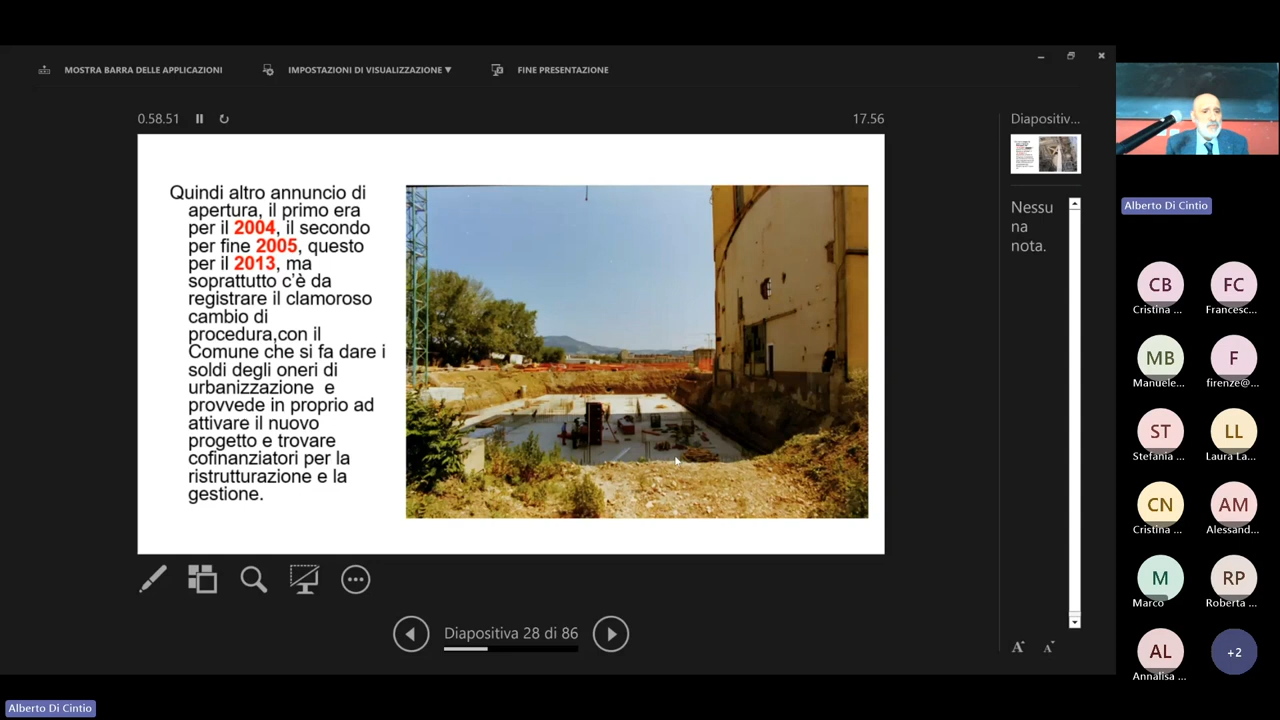 MOSTRA BARRA DELLE APPLICAZIONI
IMPOSTAZIONI DI VISUALIZZAZIONE ▼
FINE PRESENTAZIONE
0.58.51
17.56
Quindi altro annuncio di
apertura, il primo era
per il 2004, il secondo
per fine 2005, questo
per il 2013, ma
soprattutto c'è da
registrare il clamoroso
cambio di
procedura,con il
Comune che si fa dare i
soldi degli oneri di
urbanizzazione e
provvede in proprio ad
attivare il nuovo
progetto e trovare
cofinanziatori per la
ristrutturazione e la
gestione.
Diapositiva 28 di 86
Diapositiv...
Nessu
na
nota.
A
A
Alberto Di Cintio
CB
Cristina ...
FC
Francesc...
MB
Manuele...
F
firenze@...
ST
Stefania ...
LL
Laura La...
CN
Cristina ...
AM
Alessand...
M
Marco
RP
Roberta ...
AL
Annalisa ...
+2
Alberto Di Cintio